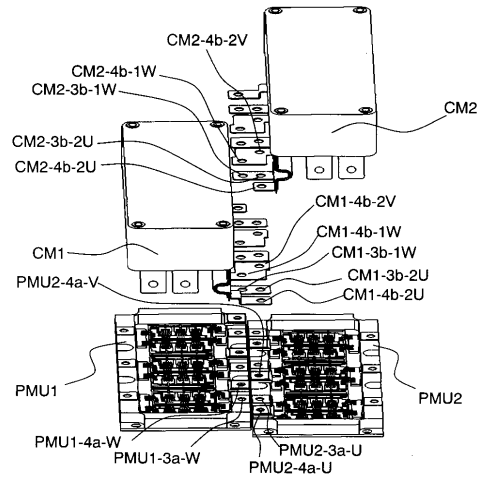 CM2-4b-2V
CM2-4b-1W
CM2-3b-1W
CM2
CM2-3b-2U
CM2-4b-2U
CM1-4b-2V
CM1-4b-1W
CM1
CM1-3b-1W
PMU2-4a-V
CM1-3b-2U
CM1-4b-2U
PMU1
PMU2
PMU1-4a-W
PMU1-3a-W
PMU2-3a-U
PMU2-4a-U